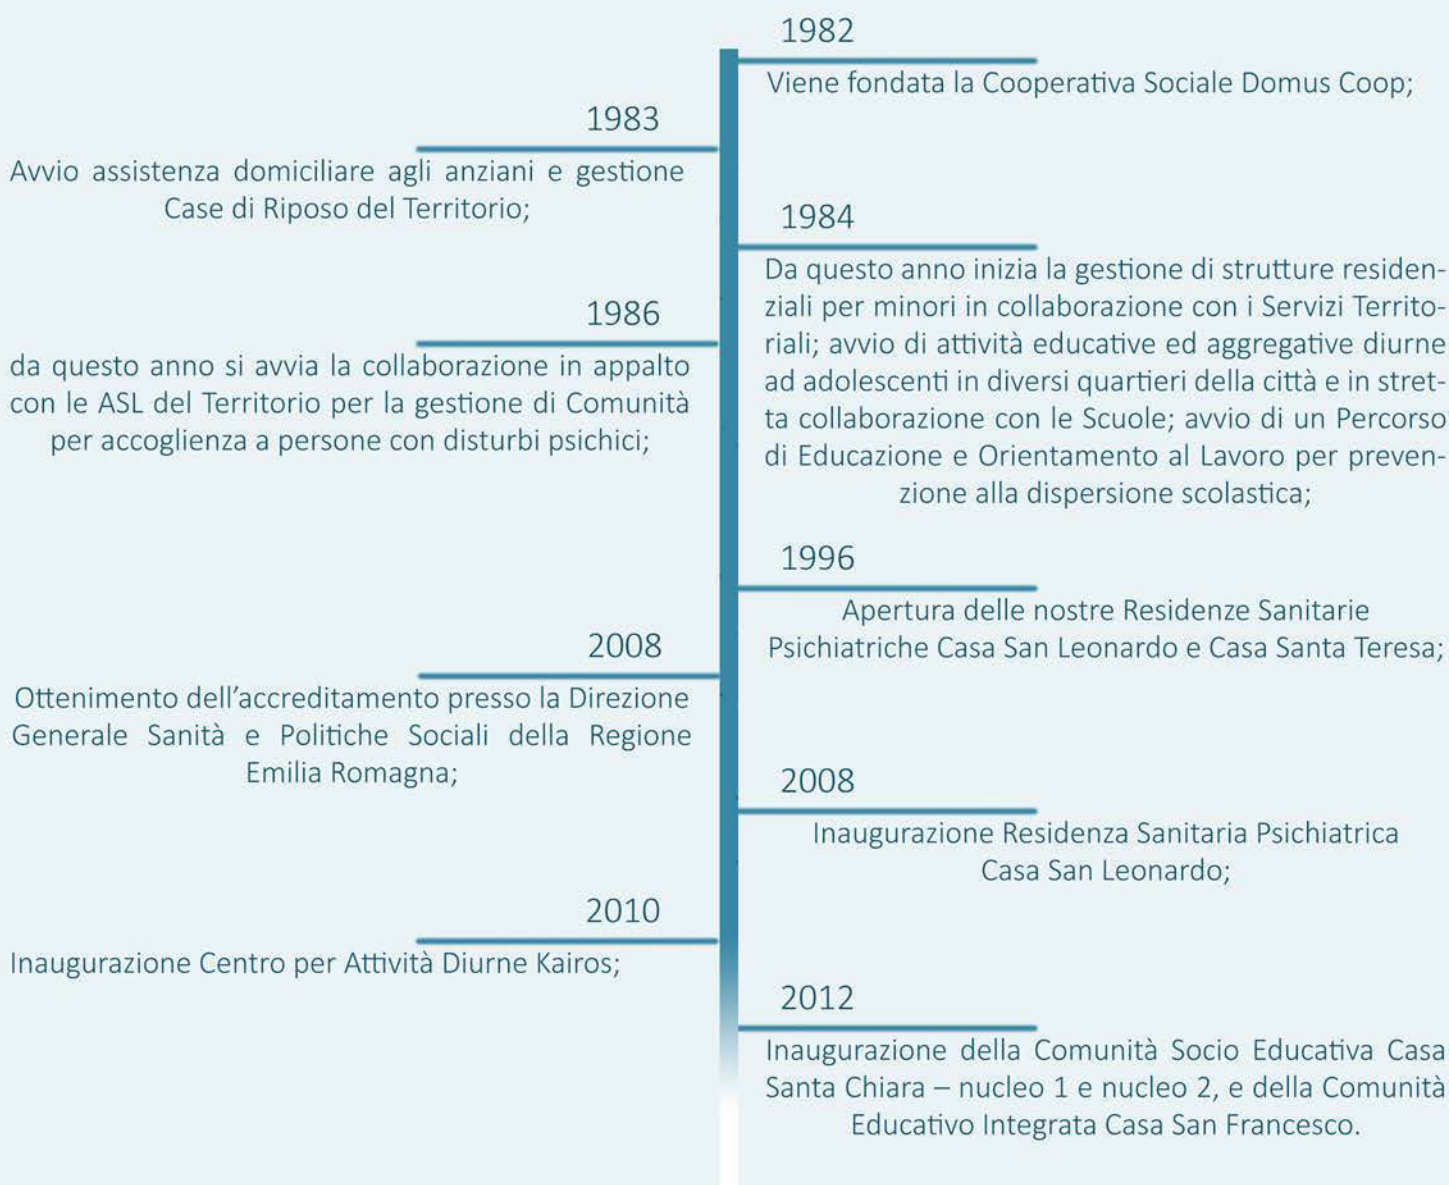 1982
Viene fondata la Cooperativa Sociale Domus Coop;
1983
Avvio assistenza domiciliare agli anziani e gestione
Case di Riposo del Territorio;
1984
Da questo anno inizia la gestione di strutture residen-
ziali per minori in collaborazione con i Servizi Territo-
riali; avvio di attività educative ed aggregative diurne
ad adolescenti in diversi quartieri della città e in stret-
ta collaborazione con le Scuole; avvio di un Percorso
di Educazione e Orientamento al Lavoro per preven-
zione alla dispersione scolastica;
1986
da questo anno si avvia la collaborazione in appalto
con le ASL del Territorio per la gestione di Comunità
per accoglienza a persone con disturbi psichici;
1996
Apertura delle nostre Residenze Sanitarie
Psichiatriche Casa San Leonardo e Casa Santa Teresa;
2008
Ottenimento dell’accreditamento presso la Direzione
Generale Sanità e Politiche Sociali della Regione
Emilia Romagna;
2008
Inaugurazione Residenza Sanitaria Psichiatrica
Casa San Leonardo;
2010
Inaugurazione Centro per Attività Diurne Kairos;
2012
Inaugurazione della Comunità Socio Educativa Casa
Santa Chiara – nucleo 1 e nucleo 2, e della Comunità
Educativo Integrata Casa San Francesco.